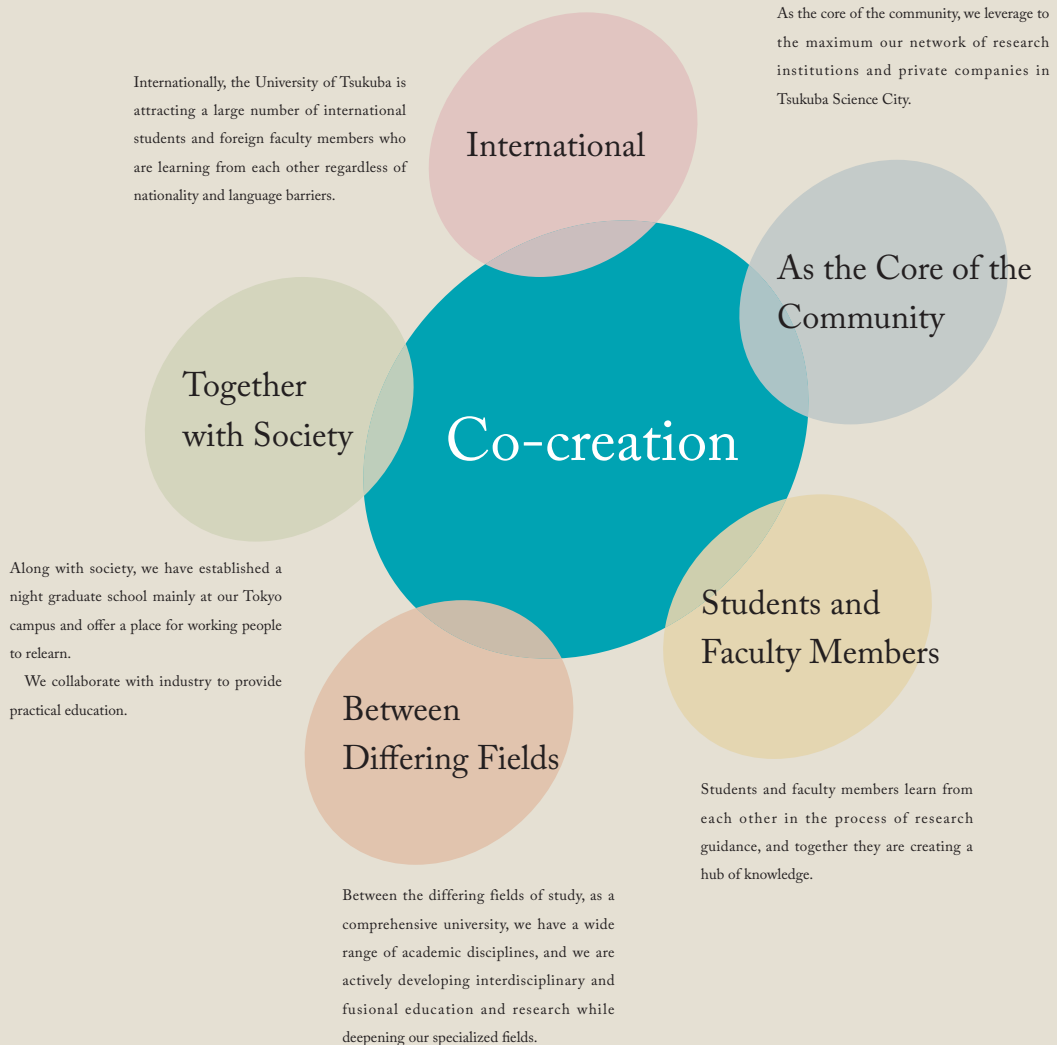 As the core of the community, we leverage to
the maximum our network of research
institutions and private companies in
Tsukuba Science City.
Internationally, the University of Tsukuba is
attracting a large number of international
students and foreign faculty members who
are learning from each other regardless of
nationality and language barriers.
International
As the Core of the
Community
Together
with Society
Co-creation
Along with society, we have established a
night graduate school mainly at our Tokyo
campus and offer a place for working people
to relearn.
We collaborate with industry to provide
practical education.
Students and
Faculty Members
Between
Differing Fields
Students and faculty members learn from
each other in the process of research
guidance, and together they are creating a
hub of knowledge.
Between the differing fields of study, as a
comprehensive university, we have a wide
range of academic disciplines, and we are
actively developing interdisciplinary and
fusional education and research while
deepening our specialized fields.